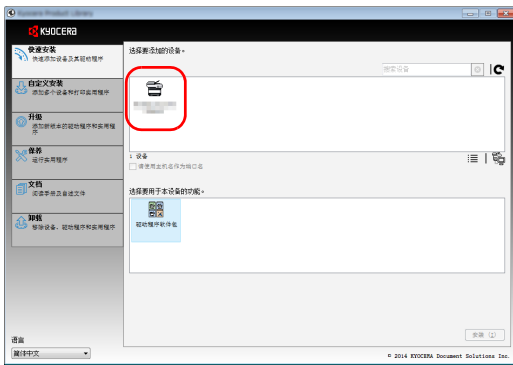 Kyocera Product Library
KYOCERA
快速安装
快速添加设备及其驱动程序
自定义安装
添加多个设备和打印实用程序
升级
添加新版本的驱动程序和实用程
序
保养
运行实用程序
文档
阅读手册及自述文件
卸载
移除设备、驱动程序和实用程序
语言
简体中文
选择要添加的设备。
搜索设备
1 设备
请使用主机名作为端口名
选择要用于本设备的功能。
驱动程序软件包
安装 (I)
© 2014 KYOCERA Document Solutions Inc.